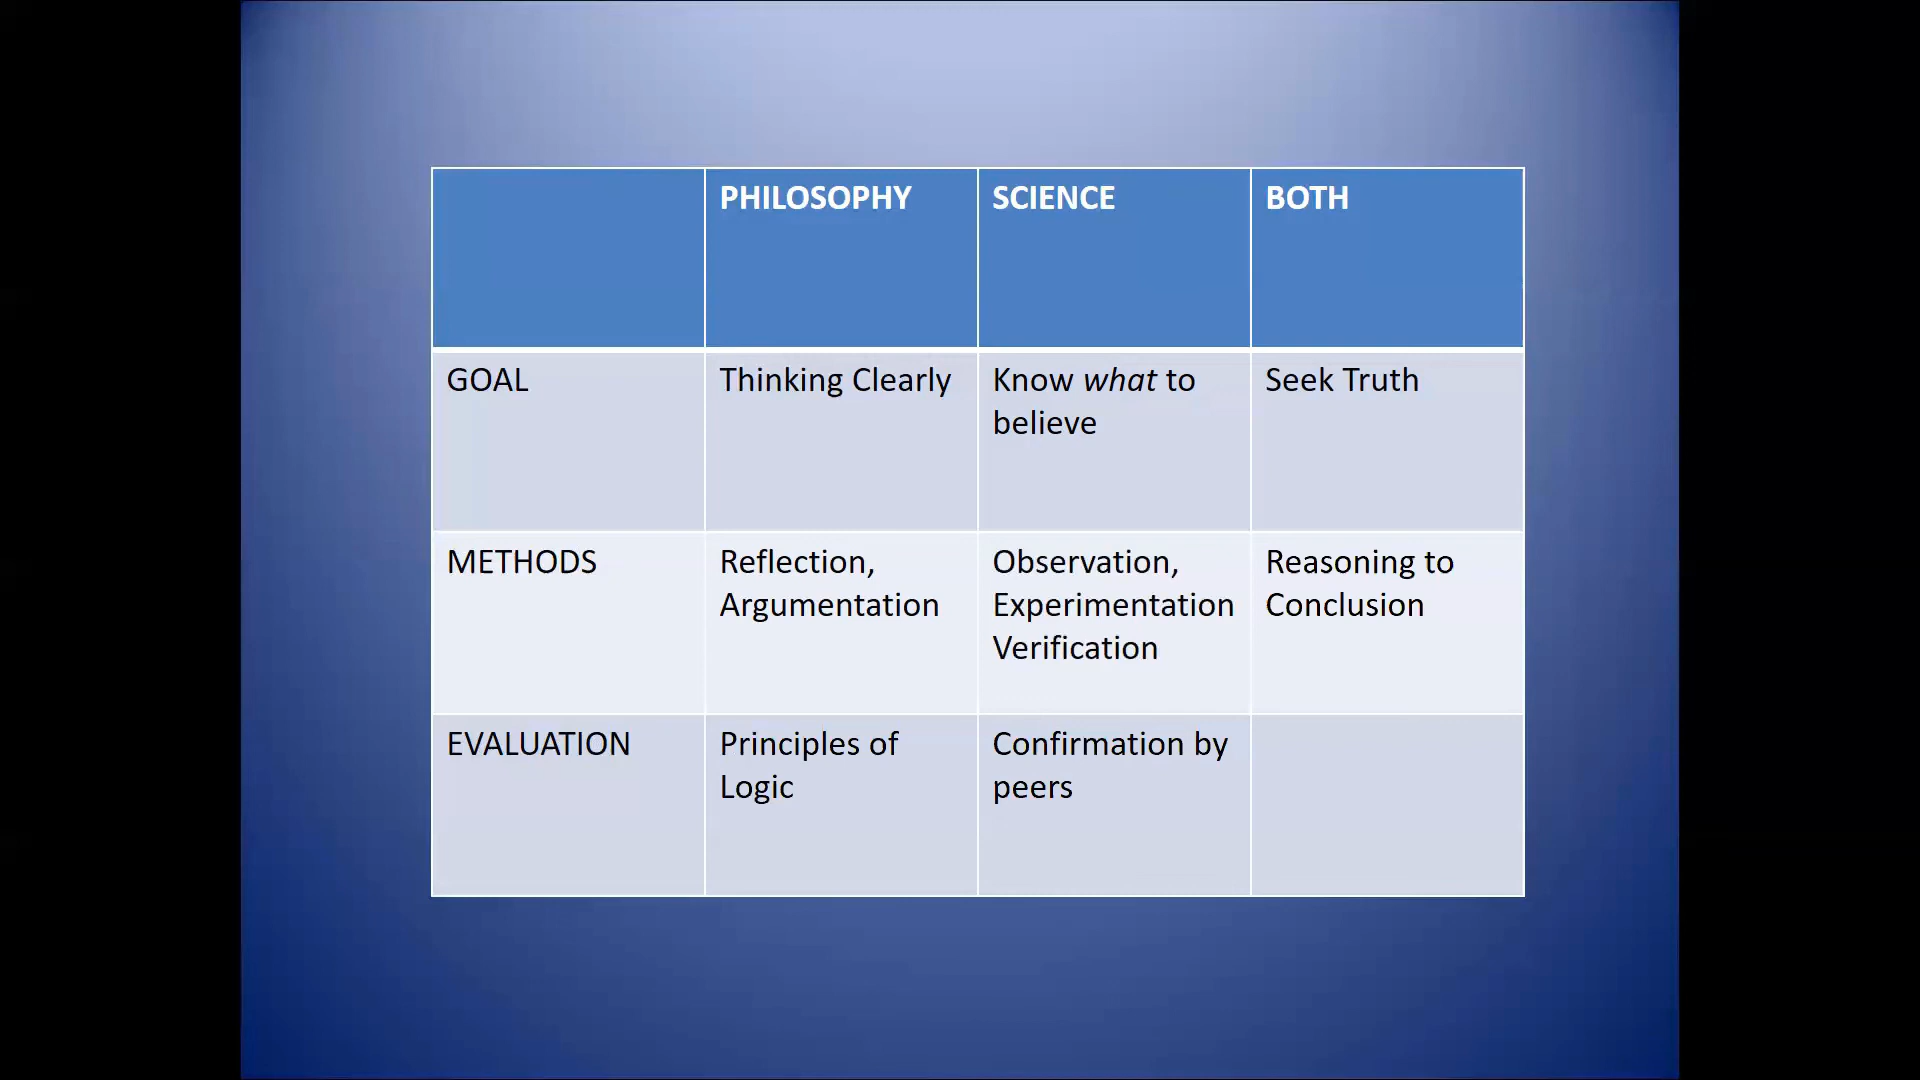 PHILOSOPHY
SCIENCE
BOTH
GOAL
Thinking Clearly
Know what to
believe
Seek Truth
METHODS
Reflection,
Argumentation
Observation,
Experimentation
Verification
Reasoning to
Conclusion
EVALUATION
Principles of
Logic
Confirmation by
peers